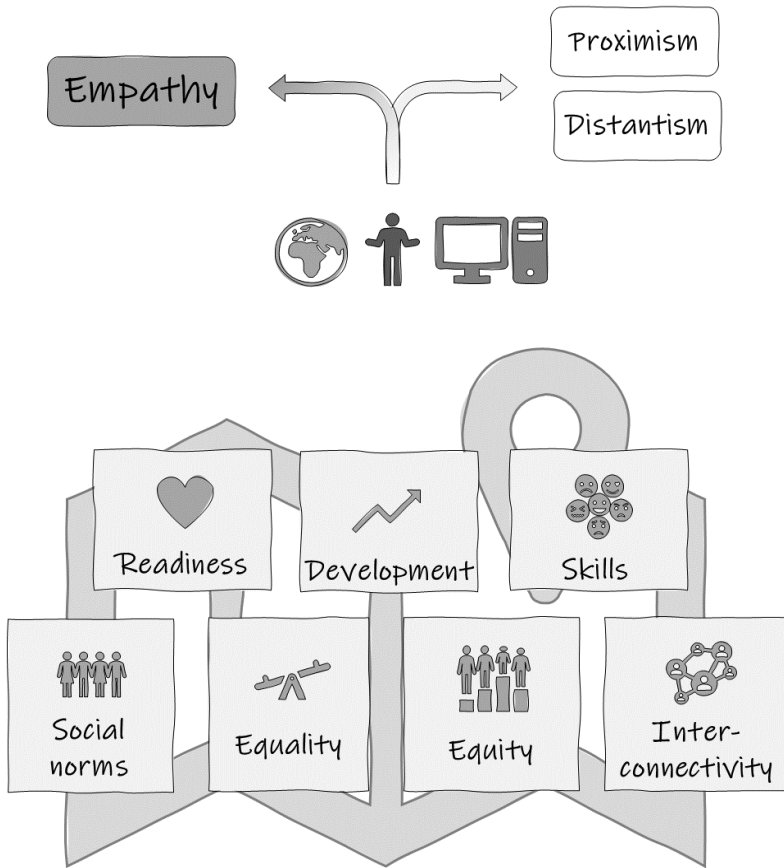 Empathy
Proximism
Distantism
Readiness
Development
Skills
Social
norms
Equality
Equity
Inter-
connectivity